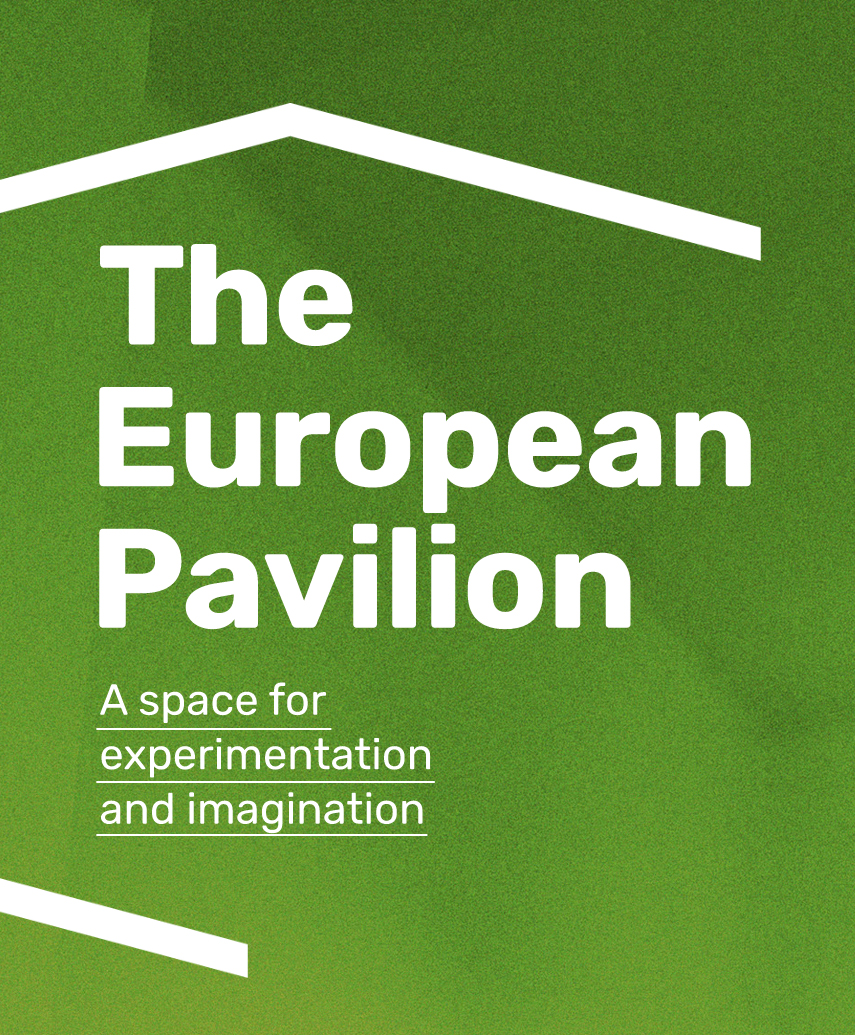 The
European
Pavilion
A space for
experimentation
and imagination